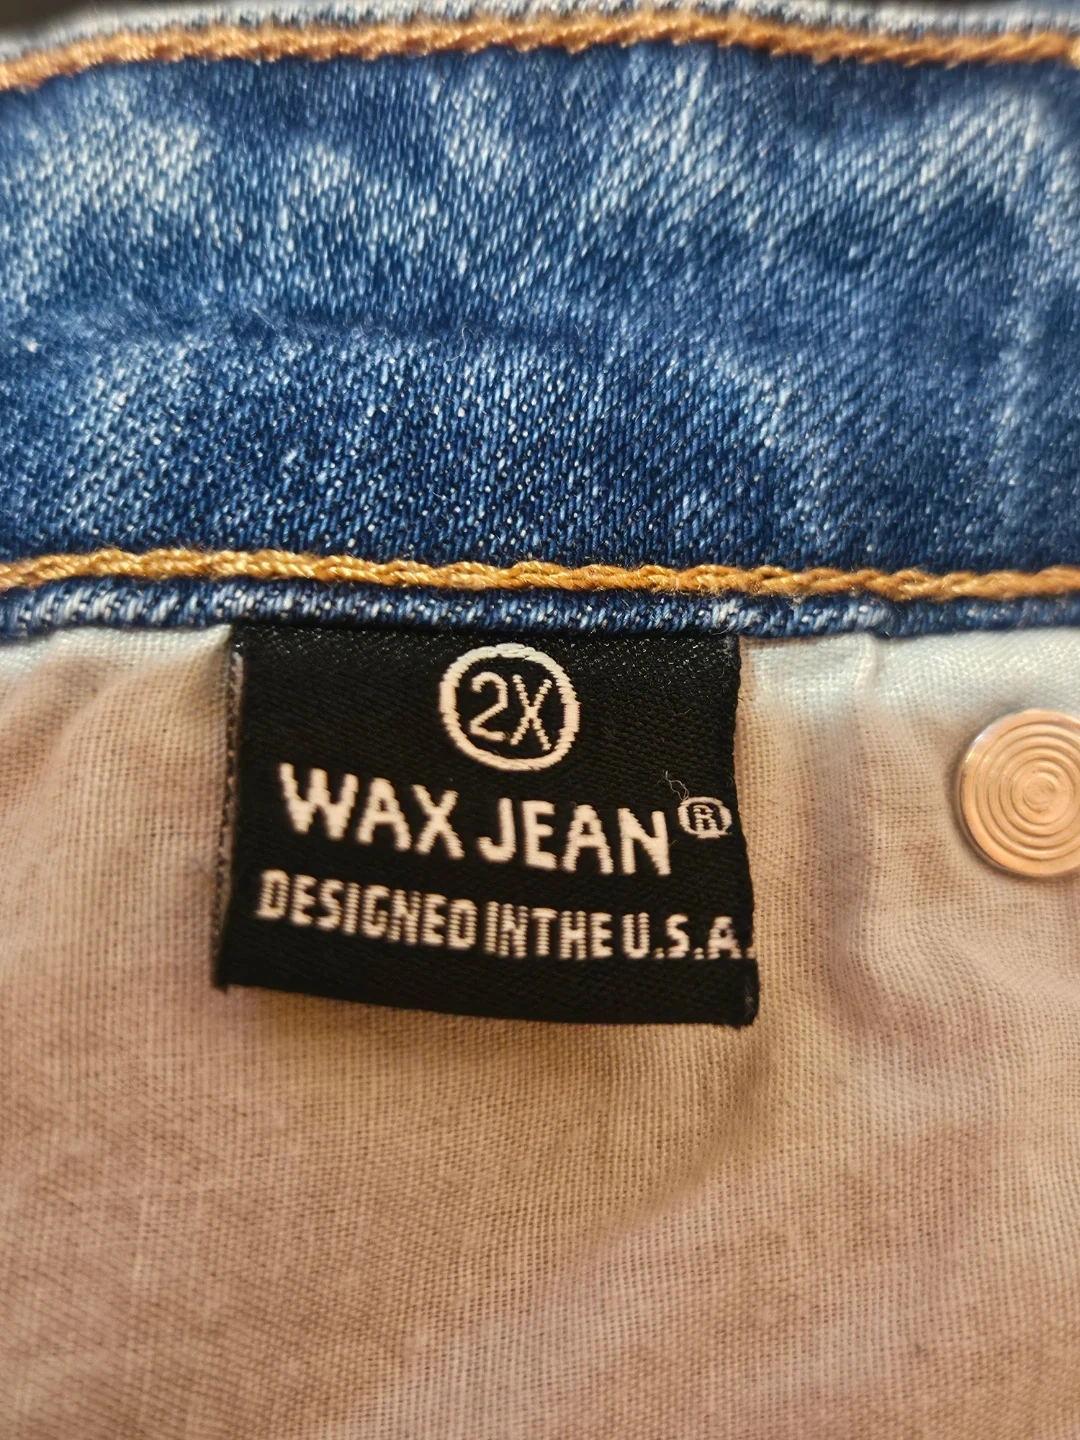 2X
WAX JEAN®
DESIGNED IN THE U.S.A.